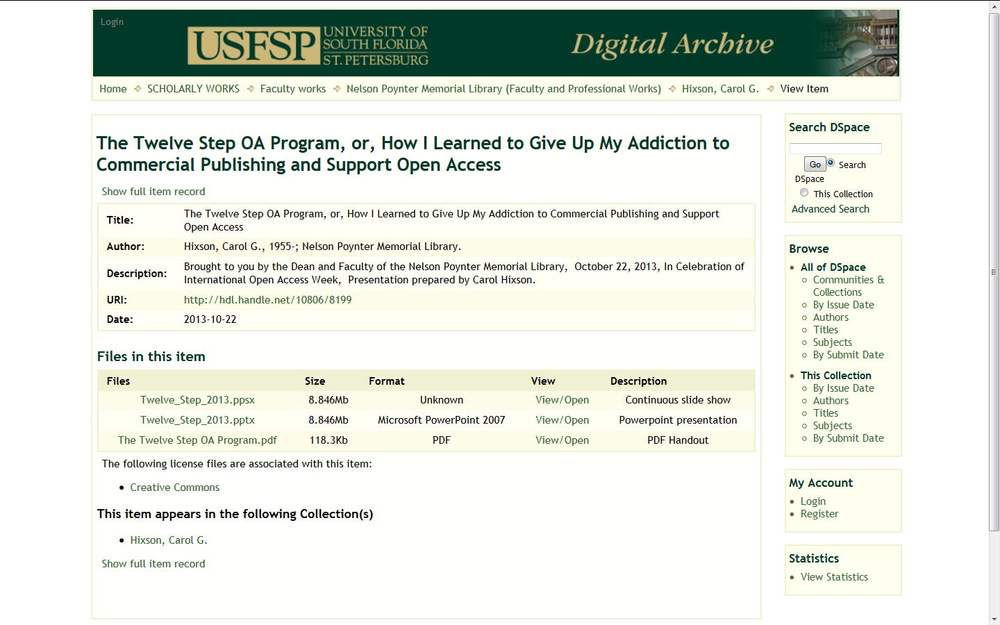 Login
USFSP UNIVERSITY OF
SOUTH FLORIDA
ST. PETERSBURG
Digital Archive
Home SCHOLARLY WORKS Faculty works Nelson Poynter Memorial Library (Faculty and Professional Works) Hixson, Carol G. View Item
The Twelve Step OA Program, or, How I Learned to Give Up My Addiction to
Commercial Publishing and Support Open Access
Show full item record
Title: The Twelve Step OA Program, or, How I Learned to Give Up My Addiction to Commercial Publishing and Support
Open Access
Author: Hixson, Carol G., 1955-; Nelson Poynter Memorial Library.
Description: Brought to you by the Dean and Faculty of the Nelson Poynter Memorial Library, October 22, 2013, In Celebration of
International Open Access Week, Presentation prepared by Carol Hixson.
URI: http://hdl.handle.net/10806/8199
Date: 2013-10-22
Files in this item
Files Size Format View Description
Twelve_Step_2013.ppsx 8.846Mb Unknown View/Open Continuous slide show
Twelve_Step_2013.pptx 8.846Mb Microsoft PowerPoint 2007 View/Open Powerpoint presentation
The Twelve Step OA Program.pdf 118.3Kb PDF View/Open PDF Handout
The following license files are associated with this item:
Creative Commons
This item appears in the following Collection(s)
Hixson, Carol G.
Show full item record
Search DSpace
Go Search
DSpace
This Collection
Advanced Search
Browse
All of DSpace
Communities &
Collections
By Issue Date
Authors
Titles
Subjects
By Submit Date
This Collection
By Issue Date
Authors
Titles
Subjects
By Submit Date
My Account
Login
Register
Statistics
View Statistics